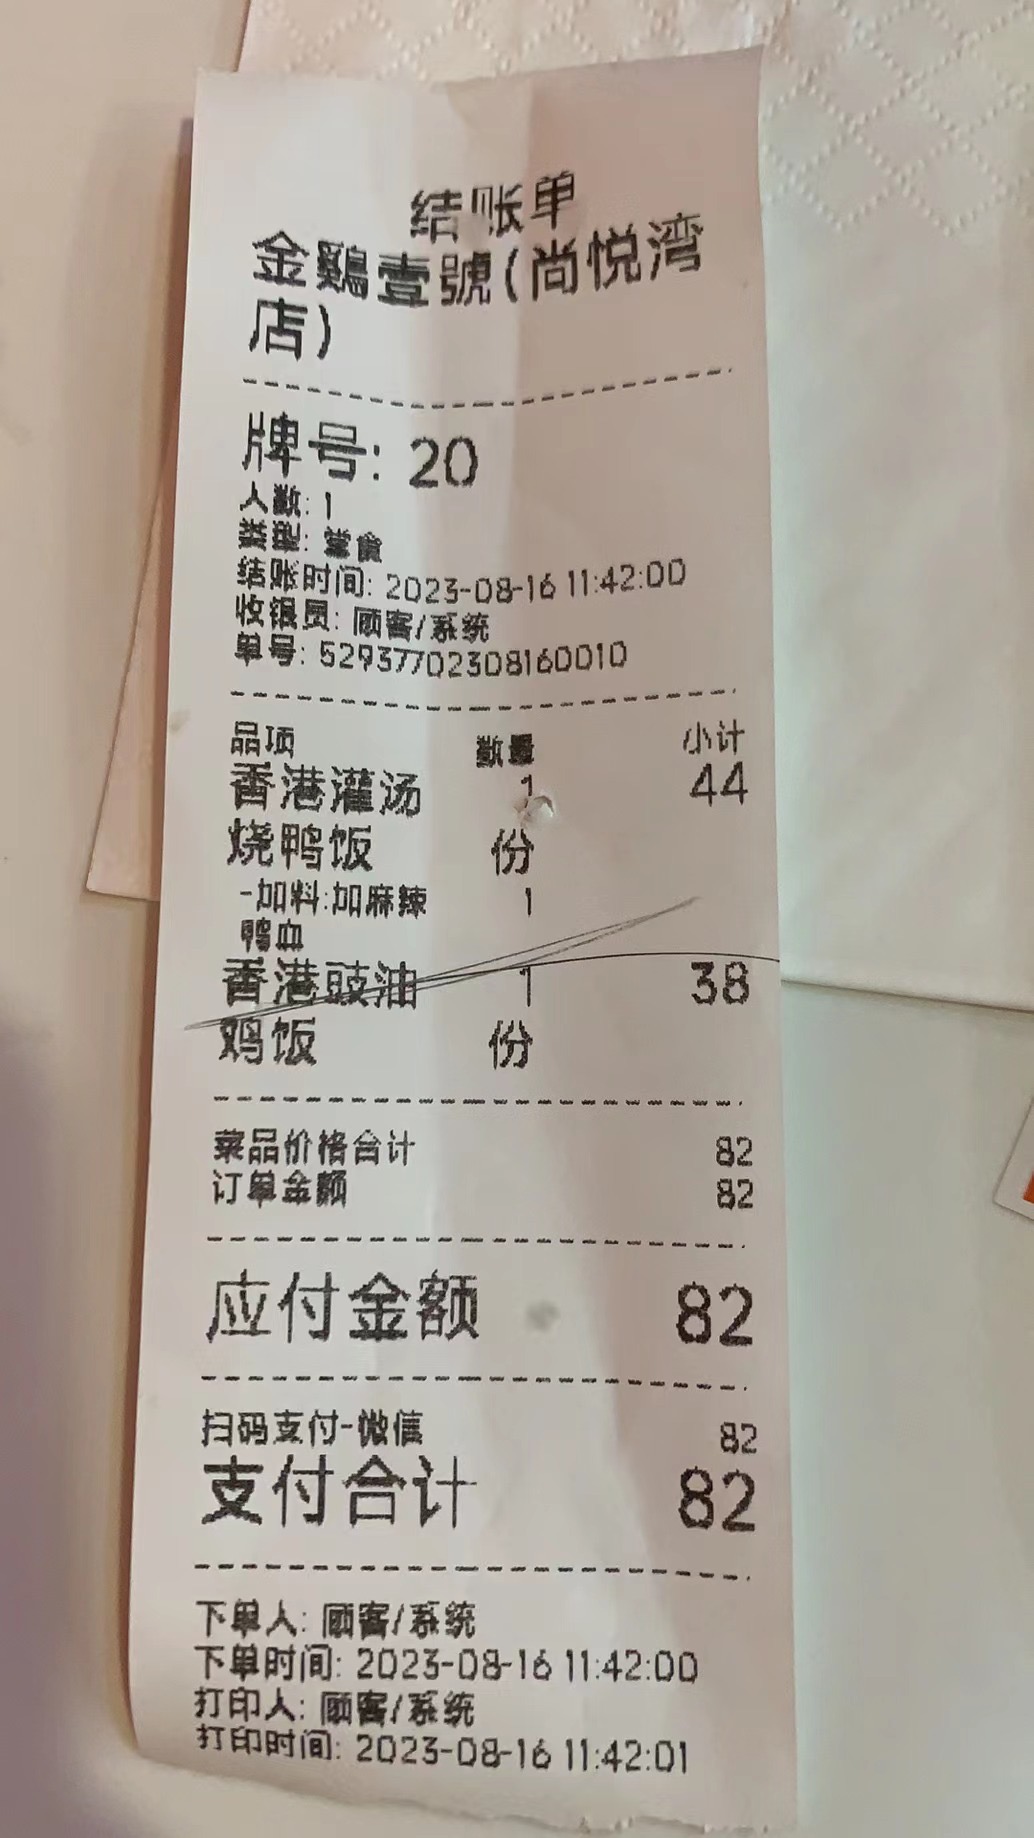 结账单
金鷄壹號(尚悦湾
店)
牌号: 20
人数: 1
类型: 堂食
结账时间: 2023-08-16 11:42:00
收银员: 顾客/系统
单号: 52937702308160010
品项 数量 小计
香港灌汤 1 44
烧鸭饭 份
-加料:加麻辣 1
鸭血
香港豉油 1 38
鸡饭 份
菜品价格合计 82
订单金额 82
应付金额 82
扫码支付-微信 82
支付合计 82
下单人: 顾客/系统
下单时间: 2023-08-16 11:42:00
打印人: 顾客/系统
打印时间: 2023-08-16 11:42:01